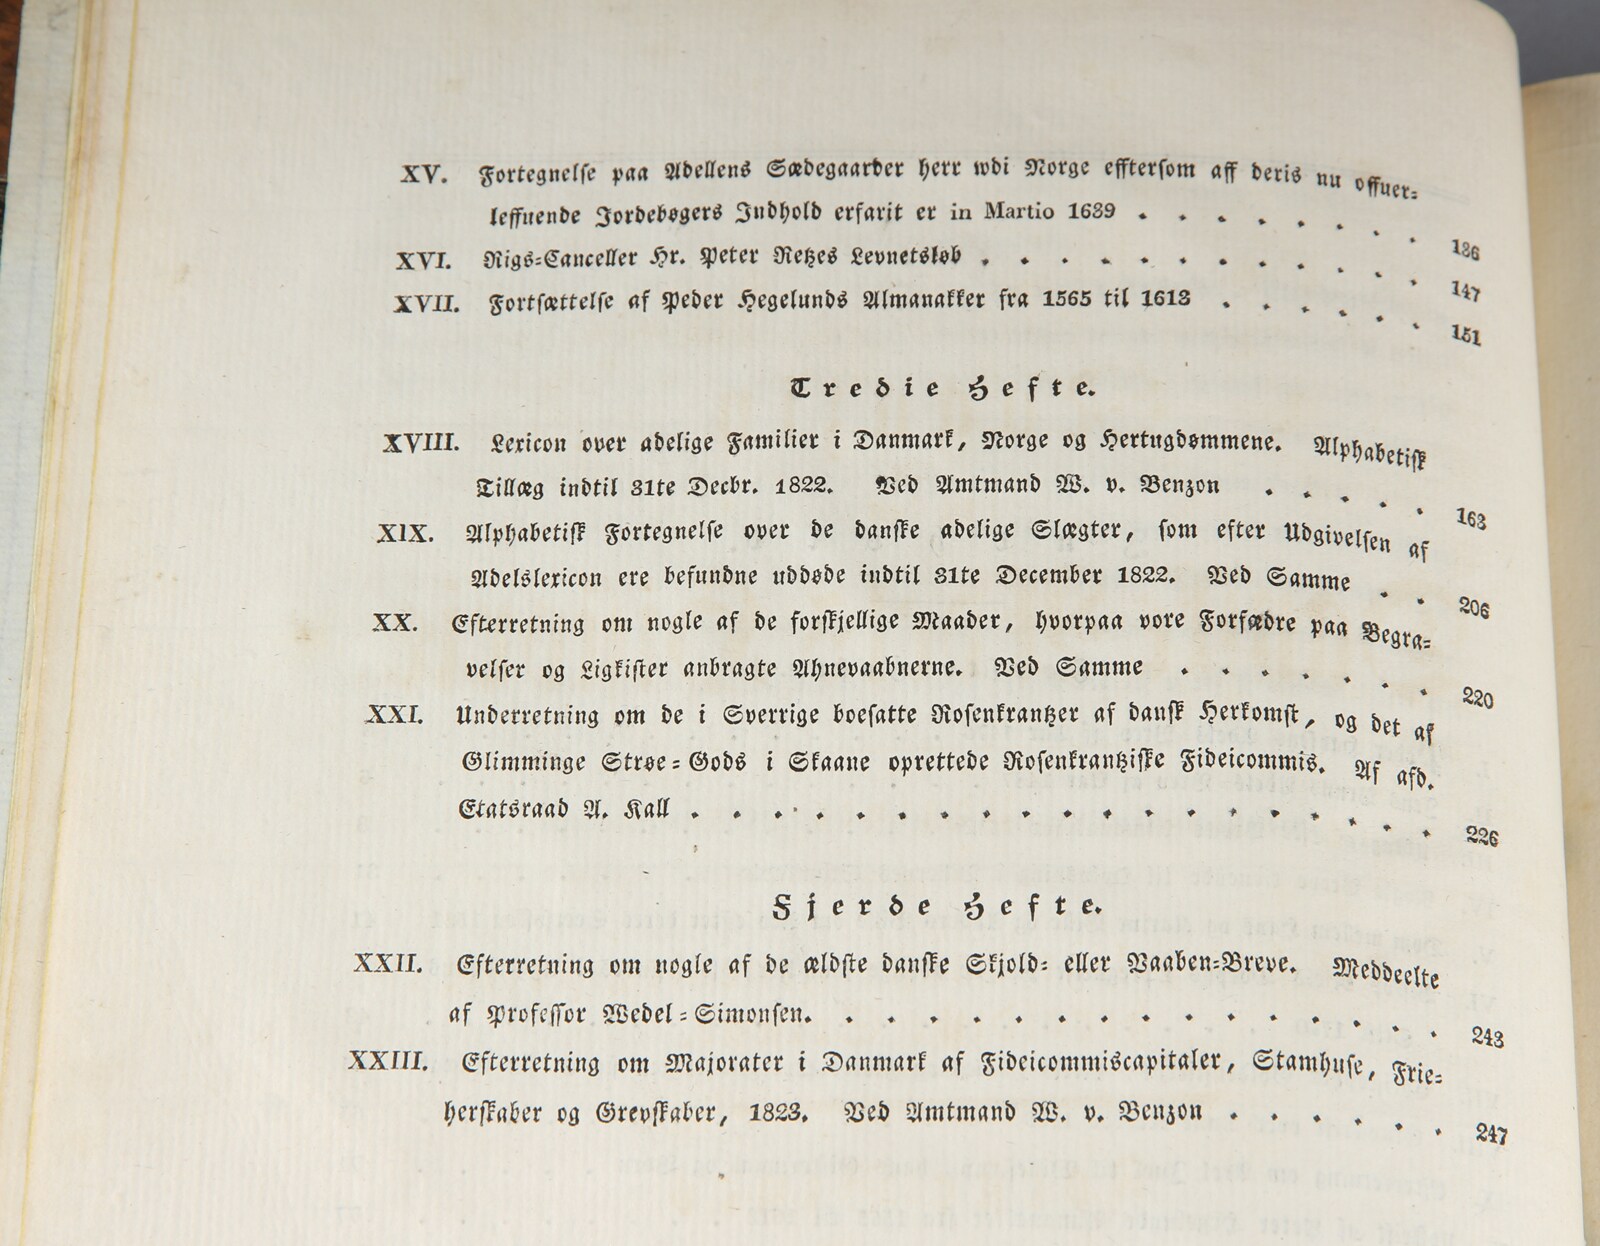 XV. Fortegnelse paa Adellens Sædegaarder herr wdi Norge efftersom aff deris nu offuer-
leffuende Jordebøgers Indhold erfarit er in Martio 1639 . . . . . . . . 136
XVI. Rigs-Canceller Hr. Peter Retzes Levnetsløb . . . . . . . . . . . . 147
XVII. Fortsættelse af Peder Hegelunds Almanakker fra 1565 til 1613 . . . . . . 151
Tredie Hefte.
XVIII. Lexicon over adelige Familier i Danmark, Norge og Hertugdømmene. Alphabetisk
Tillæg indtil 31te Decbr. 1822. Ved Amtmand W. v. Benzon . . . . . 163
XIX. Alphabetisk Fortegnelse over de danske adelige Slægter, som efter Udgivelsen af
Adelslexicon ere befundne uddøde indtil 31te December 1822. Ved Samme . . 206
XX. Efterretning om nogle af de forskjellige Maader, hvorpaa vore Forfædre paa Begra-
velser og Ligkister anbragte Ahnevaabnerne. Ved Samme . . . . . . . 220
XXI. Underretning om de i Sverrige boesatte Rosenkrantzer af dansk Herkomst, og det af
Glimminge Strøe-Gods i Skaane oprettede Rosenkrantziske Fideicommis. Af afd.
Etatsraad A. Kall . . . . . . . . . . . . . . . . . . . 226
Fjerde Hefte.
XXII. Efterretning om nogle af de ældste danske Skjold- eller Vaaben-Breve. Meddeelte
af Professor Wedel-Simonsen. . . . . . . . . . . . . . . . 243
XXIII. Efterretning om Majorater i Danmark af Fideicommiscapitaler, Stamhuse, Frie-
herskaber og Grevskaber, 1823. Ved Amtmand W. v. Benzon . . . . . . 247